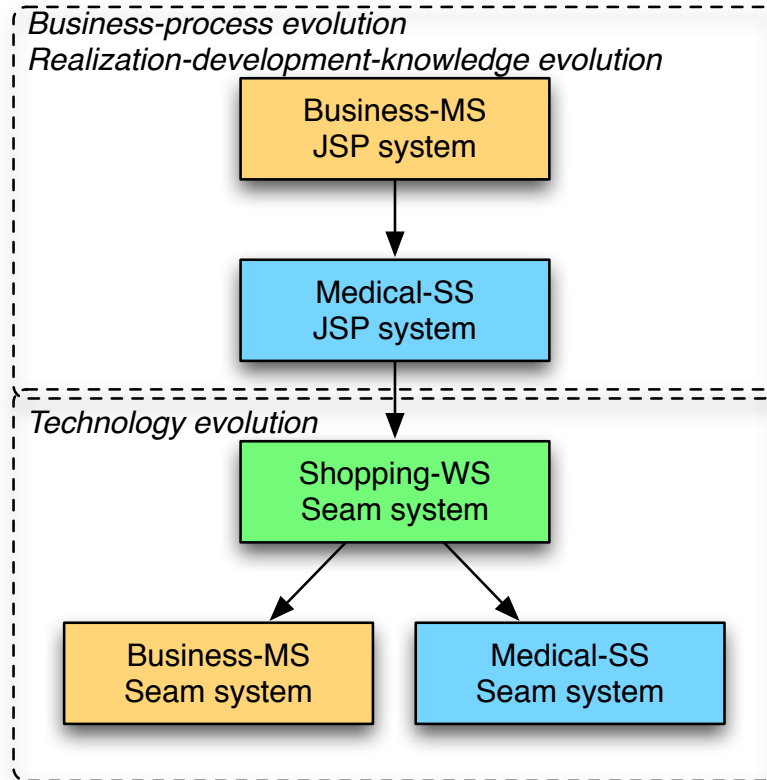 Business-process evolution
Realization-development-knowledge evolution
Business-MS
JSP system
Medical-SS
JSP system
Technology evolution
Shopping-WS
Seam system
Business-MS
Seam system
Medical-SS
Seam system